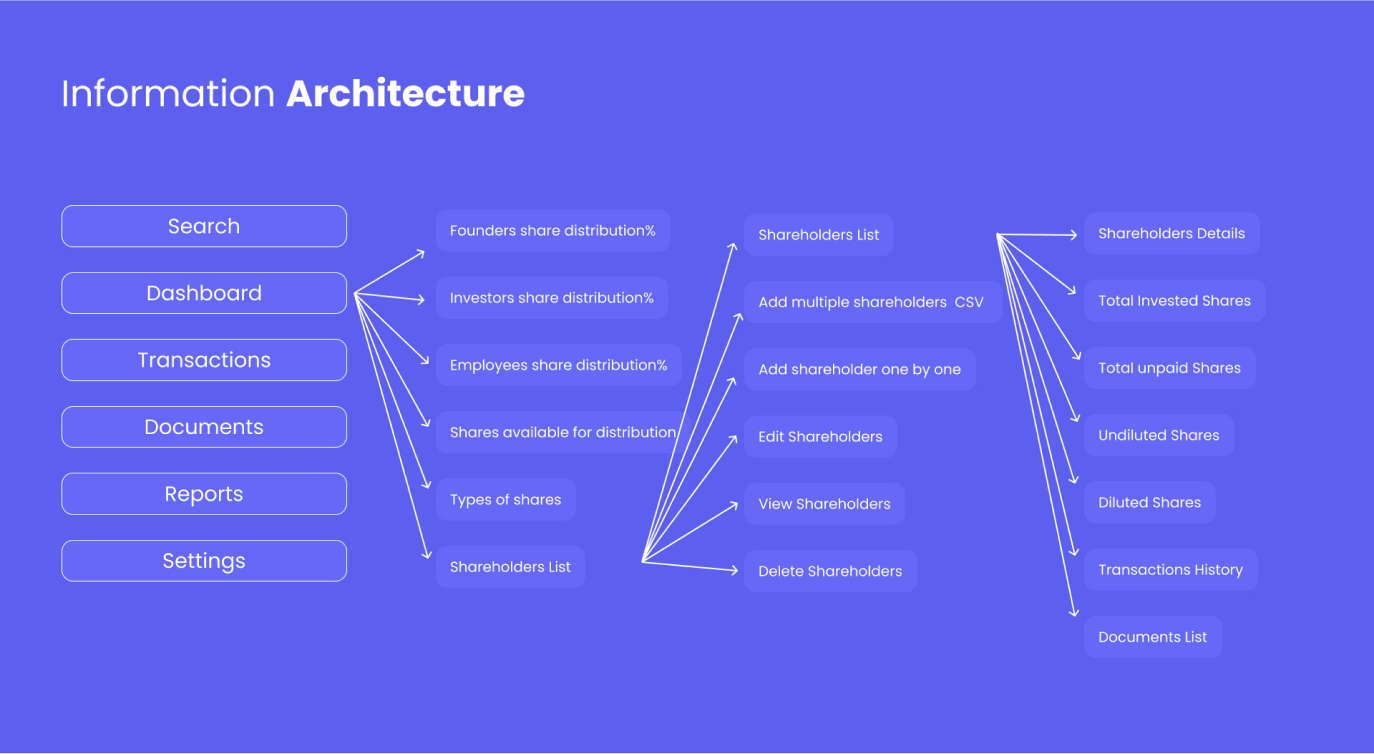 Information Architecture
Search
Dashboard
Transactions
Documents
Reports
Settings
Founders share distribution%
Investors share distribution%
Employees share distribution%
Shares available for distribution
Types of shares
Shareholders List
Shareholders List
Add multiple shareholders  CSV
Add shareholder one by one
Edit Shareholders
View Shareholders
Delete Shareholders
Shareholders Details
Total Invested Shares
Total unpaid Shares
Undiluted Shares
Diluted Shares
Transactions History
Documents List